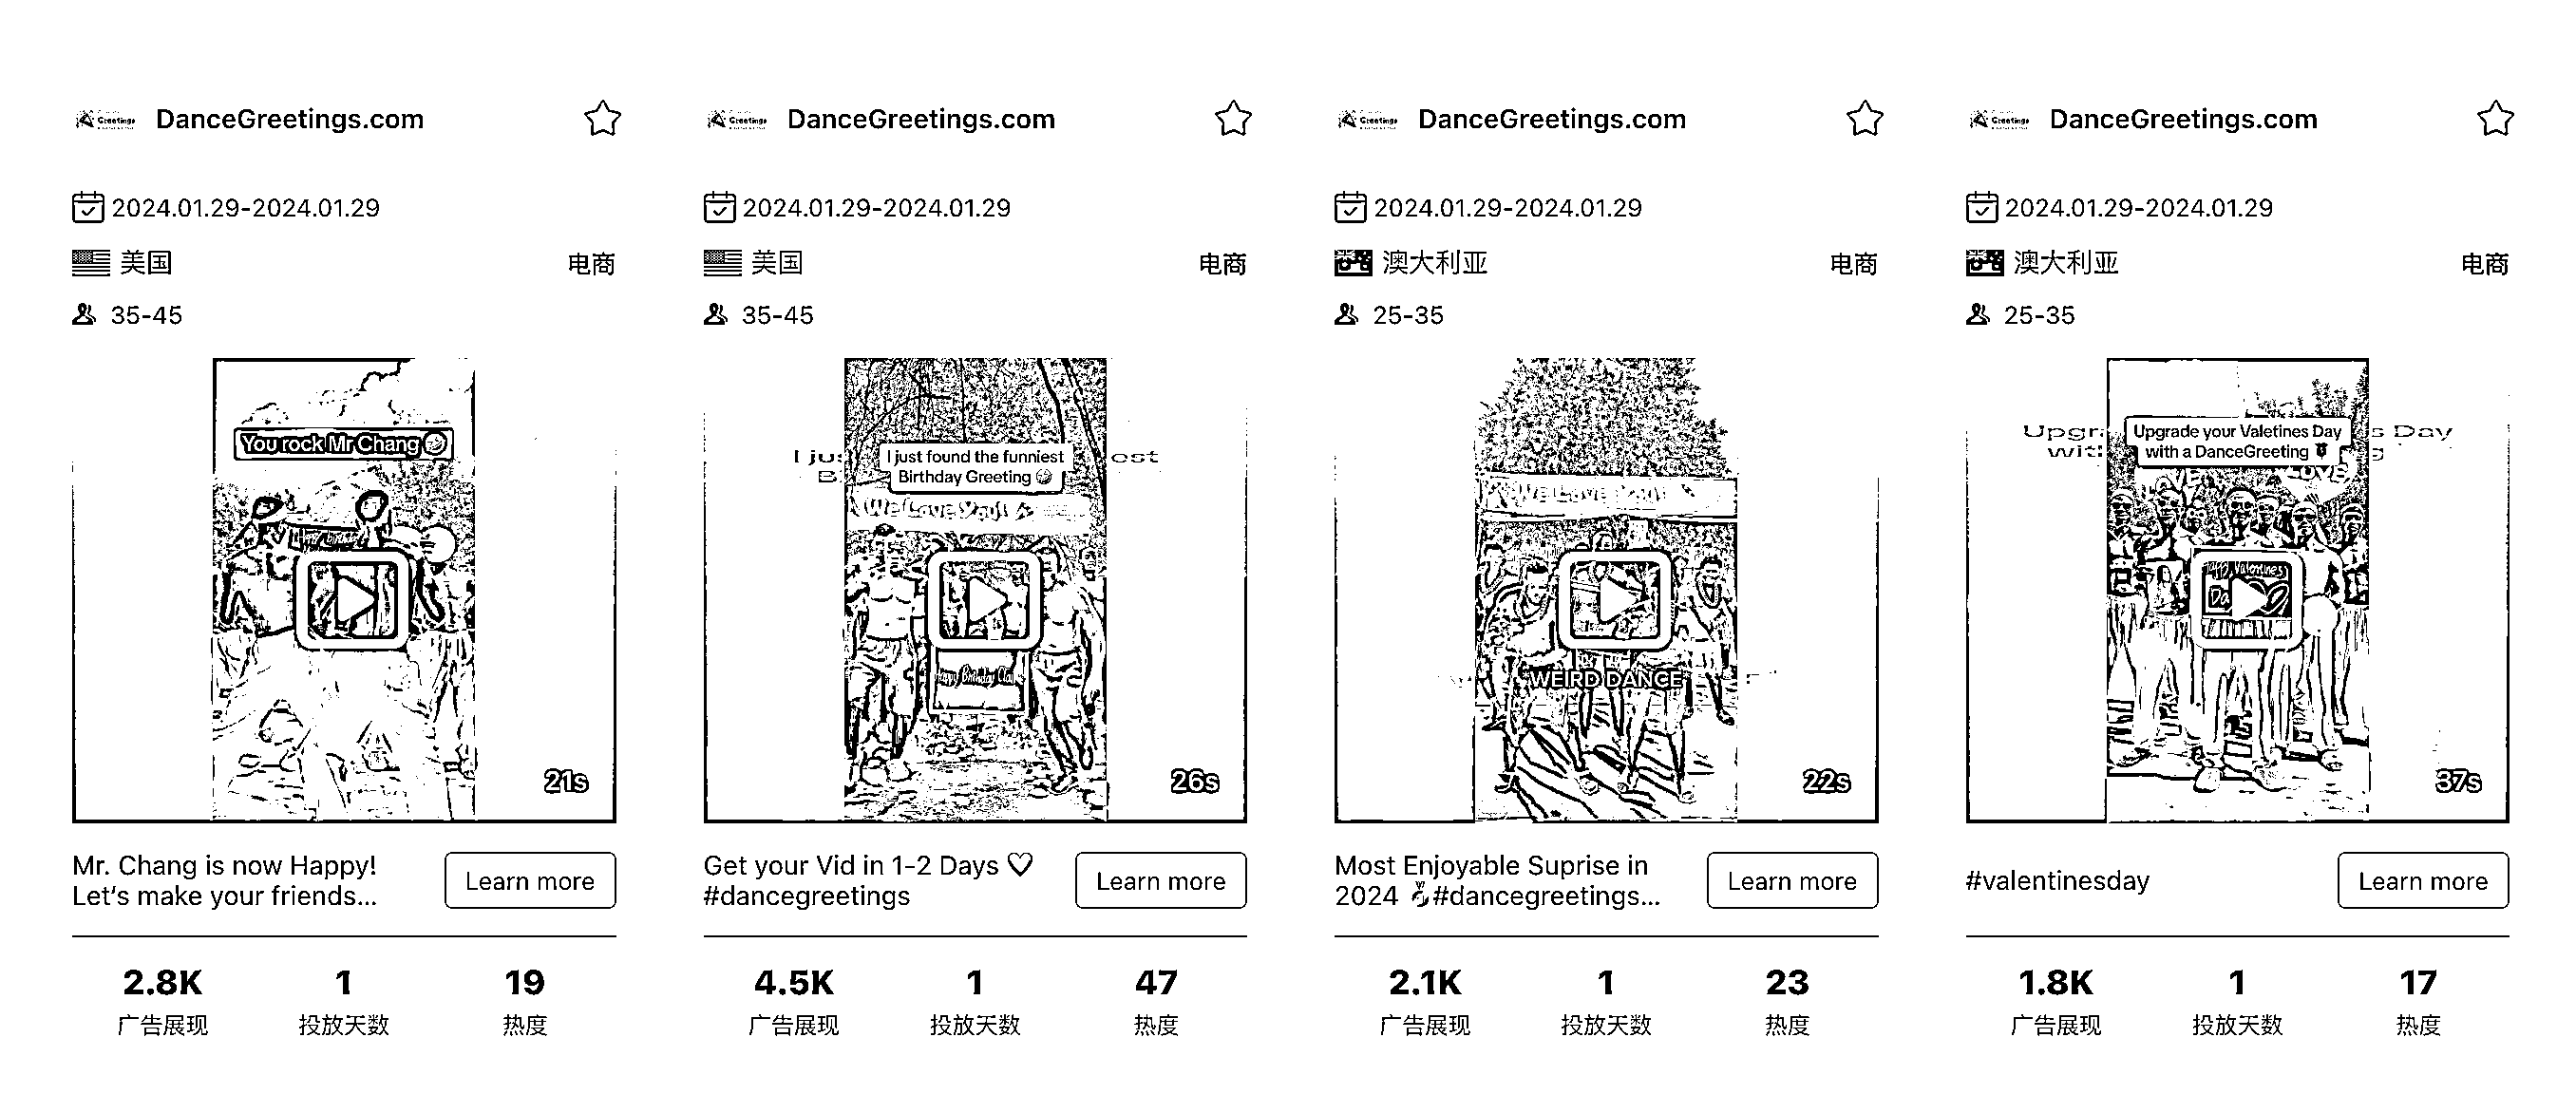 Greetings DanceGreetings.com
2024.01.29-2024.01.29
美国 电商
35-45
You rock Mr Chang
21s
Mr. Chang is now Happy!
Let's make your friends...
Learn more
2.8K 1 19
广告展现 投放天数 热度
Greetings DanceGreetings.com
2024.01.29-2024.01.29
美国 电商
35-45
I just found the funniest
Birthday Greeting
We Love You!
Happy Birthday
26s
Get your Vid in 1-2 Days ♡
#dancegreetings
Learn more
4.5K 1 47
广告展现 投放天数 热度
Greetings DanceGreetings.com
2024.01.29-2024.01.29
澳大利亚 电商
25-35
We Love You!
WEIRD DANCE
22s
Most Enjoyable Suprise in
2024 #dancegreetings...
Learn more
2.1K 1 23
广告展现 投放天数 热度
Greetings DanceGreetings.com
2024.01.29-2024.01.29
澳大利亚 电商
25-35
Upgrade your Valetines Day
with a DanceGreeting
LOVE
Happy Valentines
37s
#valentinesday
Learn more
1.8K 1 17
广告展现 投放天数 热度